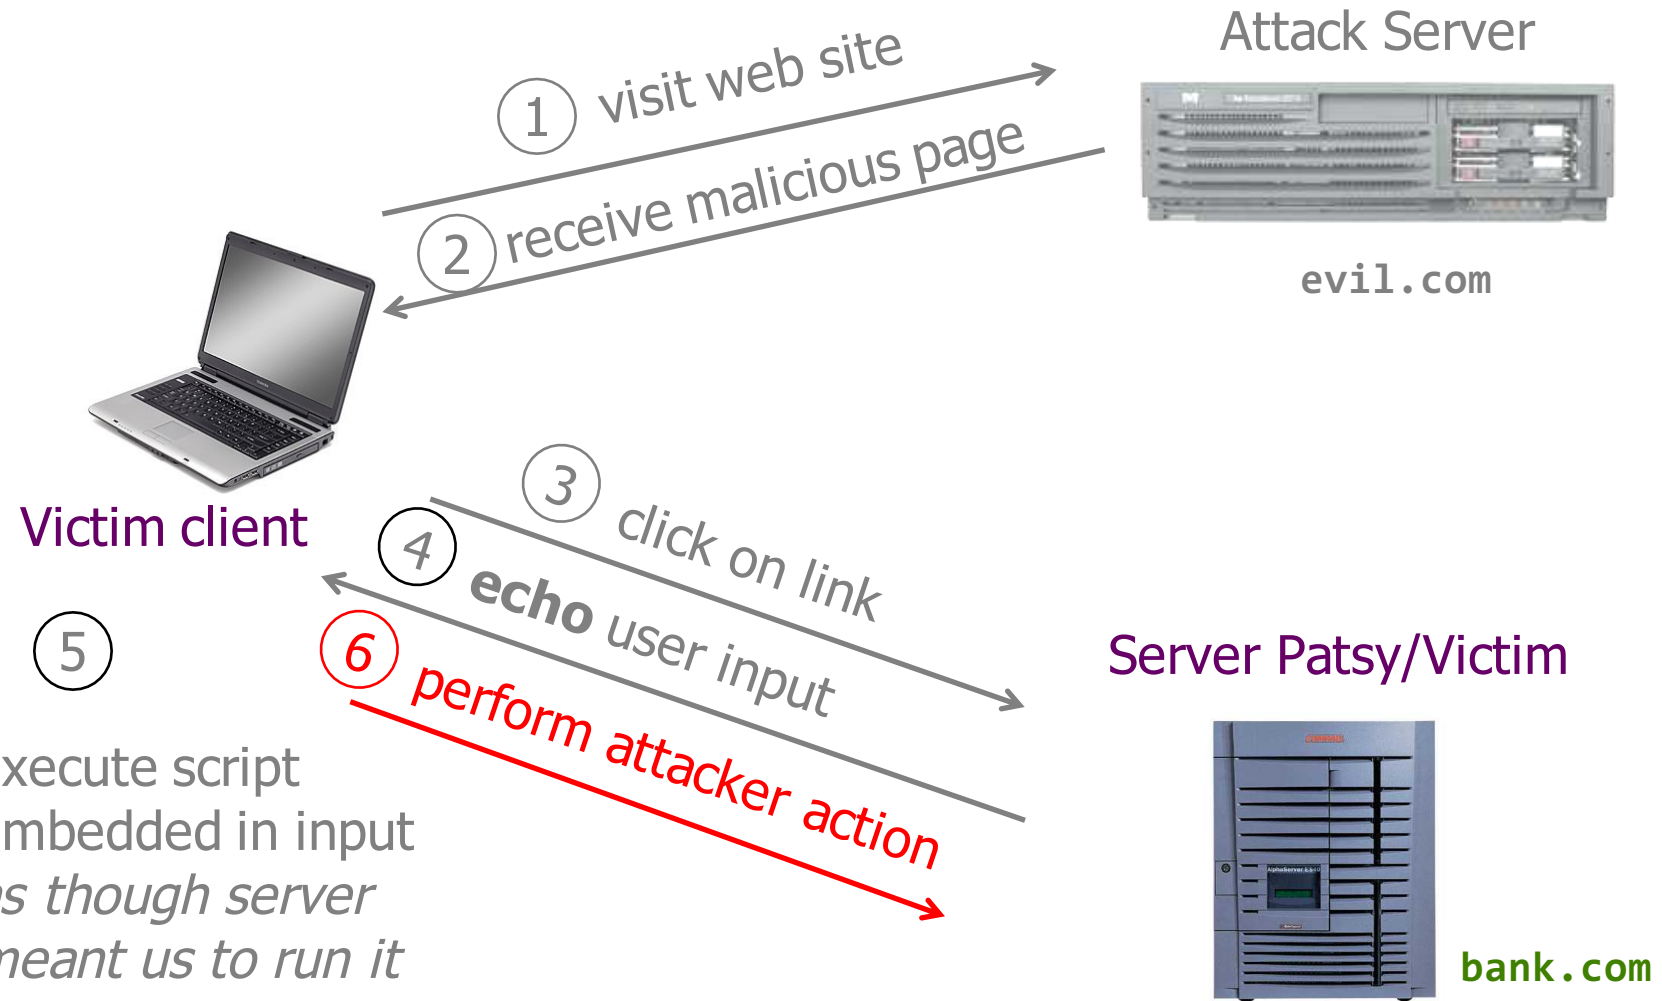 Attack Server
1 visit web site
2 receive malicious page
evil.com
3 click on link
Victim client
4 echo user input
5
6 perform attacker action
Server Patsy/Victim
xecute script
mbedded in input
s though server
meant us to run it
AlphaServer
bank.com